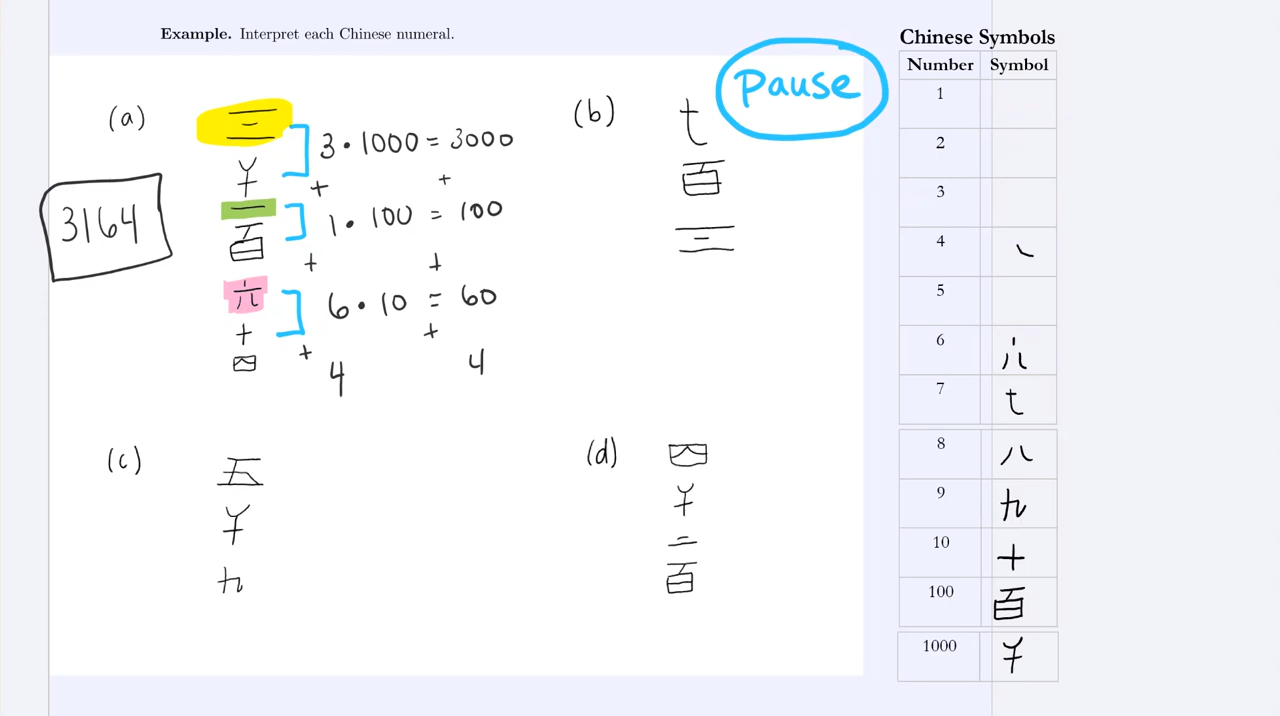 Example. Interpret each Chinese numeral.
Pause
(a)
三
千
一
百
六
十
四
3 · 1000 = 3000
+ +
1 · 100 = 100
+ +
6 · 10 = 60
+ +
4 4
3164
(b)
七
百
三
(c)
五
千
九
(d)
四
千
二
百
Chinese Symbols
Number Symbol
1
2
3
4
5
6 六
7 七
8 八
9 九
10 十
100 百
1000 千